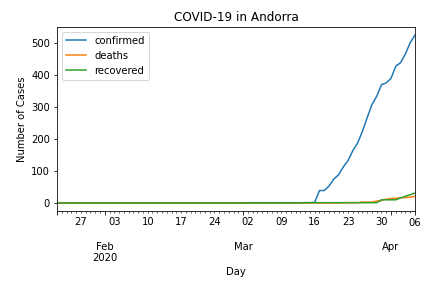 COVID-19 in Andorra
confirmed
deaths
recovered
Number of Cases
500
400
300
200
100
0
27 03 10 17 24 02 09 16 23 30 06
Feb Mar Apr
2020
Day